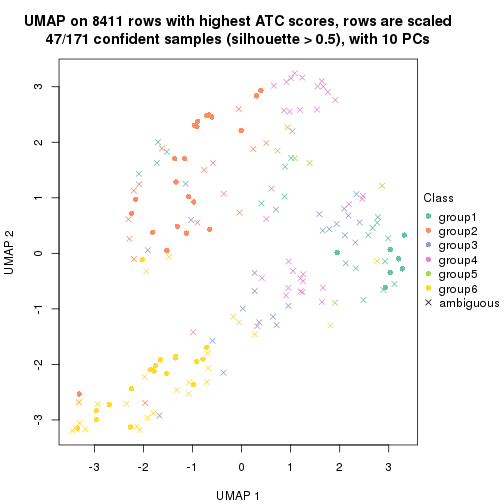 UMAP on 8411 rows with highest ATC scores, rows are scaled
47/171 confident samples (silhouette > 0.5), with 10 PCs
3
2
1
0
-1
-2
-3
UMAP 2
-3
-2
-1
0
1
2
3
UMAP 1
Class
group1
group2
group3
group4
group5
group6
ambiguous